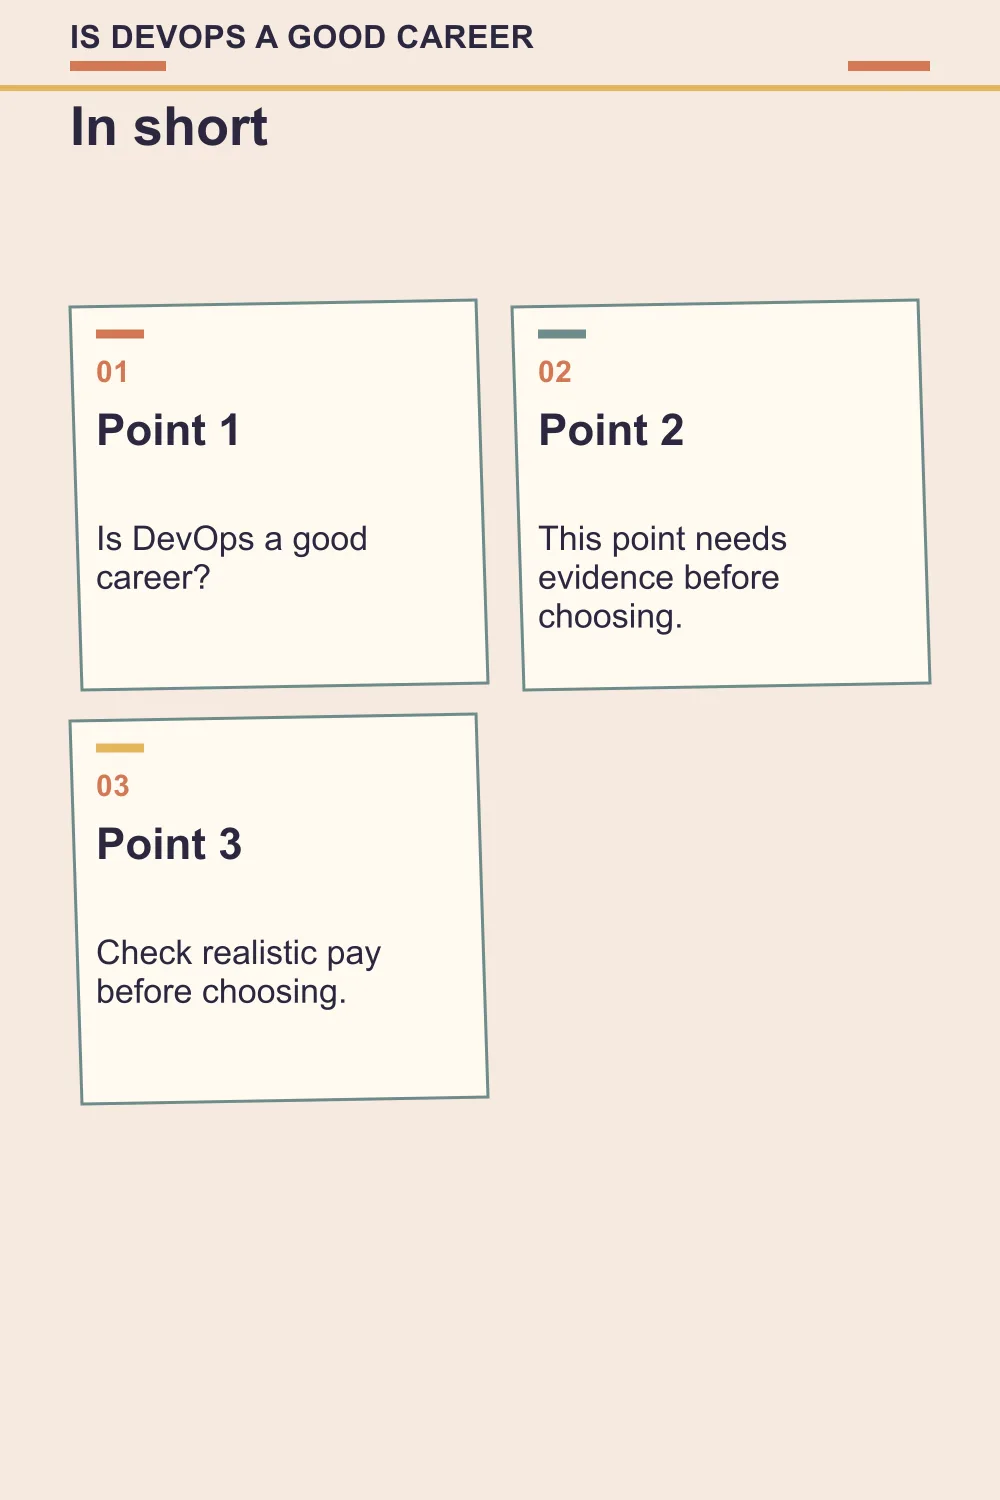 IS DEVOPS A GOOD CAREER
In short
01
Point 1
Is DevOps a good
career?
02
Point 2
This point needs
evidence before
choosing.
03
Point 3
Check realistic pay
before choosing.